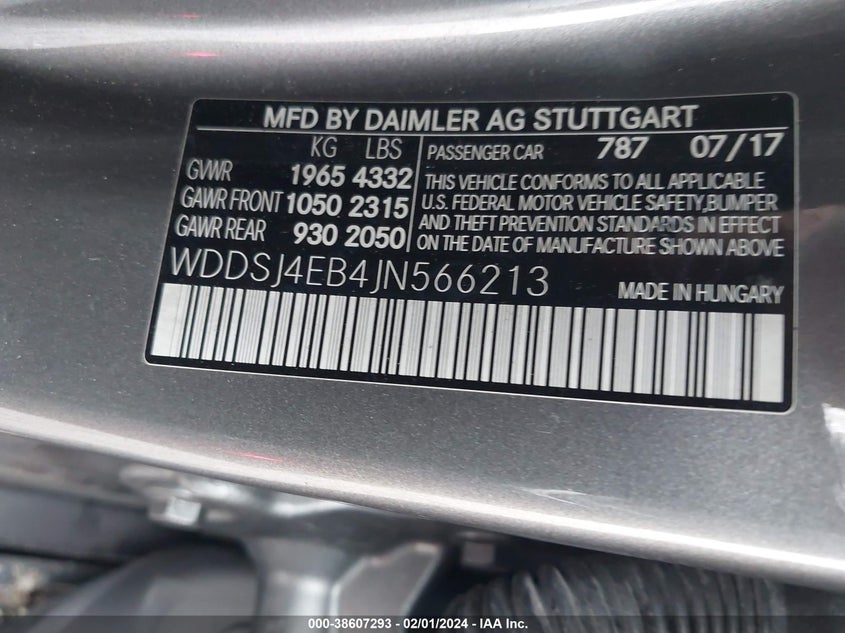 MFD BY DAIMLER AG STUTTGART
KG LBS
GVWR 1965 4332
GAWR FRONT 1050 2315
GAWR REAR 930 2050
PASSENGER CAR 787 07/17
THIS VEHICLE CONFORMS TO ALL APPLICABLE
U.S. FEDERAL MOTOR VEHICLE SAFETY,BUMPER
AND THEFT PREVENTION STANDARDS IN EFFECT
ON THE DATE OF MANUFACTURE SHOWN ABOVE
WDDSJ4EB4JN566213
MADE IN HUNGARY
000-38607293 - 02/01/2024 - IAA Inc.